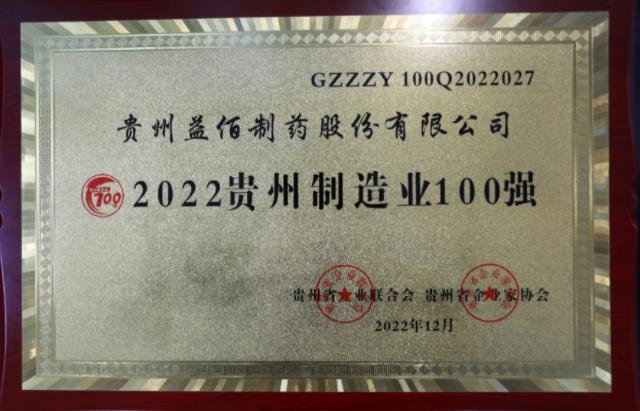 GZZZY 100Q2022027
贵州益佰制药股份有限公司
100 2022贵州制造业100强
贵州省企业联合会 贵州省企业家协会
2022年12月